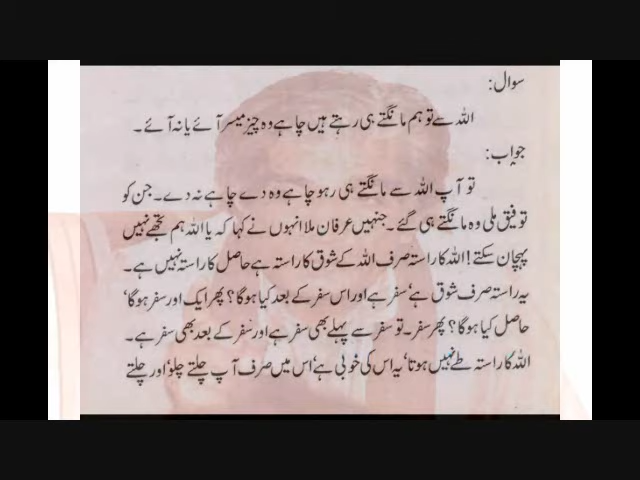 سوال:
اللہ سے تو ہم مانگتے ہی رہتے ہیں چاہے وہ چیز میسر آئے یا نہ آئے۔
جواب:
تو آپ اللہ سے مانگتے ہی رہو چاہے وہ دے چاہے نہ دے۔ جن کو
توفیق ملی وہ مانگتے ہی گئے۔ جنہیں عرفان ملا انہوں نے کہا کہ یا اللہ ہم تجھے نہیں
پہچان سکتے! اللہ کا راستہ صرف اللہ کے شوق کا راستہ ہے حاصل کا راستہ نہیں ہے۔
یہ راستہ صرف شوق ہے، سفر ہے اور اس سفر کے بعد کیا ہوگا؟ پھر ایک اور سفر ہوگا،
حاصل کیا ہوگا؟ پھر سفر۔ تو سفر سے پہلے بھی سفر ہے اور سفر کے بعد بھی سفر ہے۔
اللہ کا راستہ طے نہیں ہوتا، یہ اس کی خوبی ہے، اس میں صرف آپ چلتے چلو، اور چلتے